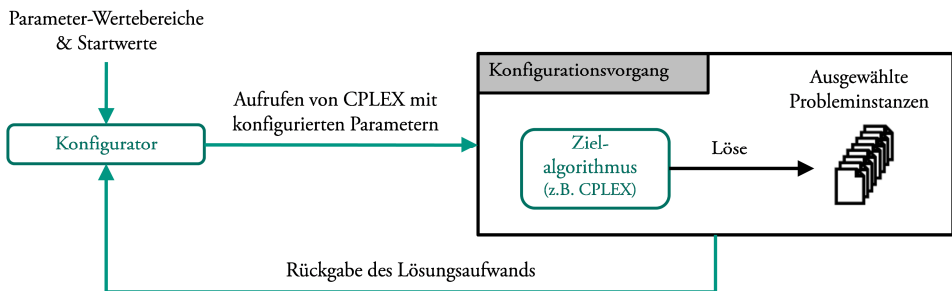 Parameter-Wertebereiche
& Startwerte
Konfigurator
Aufrufen von CPLEX mit
konfigurierten Parametern
Konfigurationsvorgang
Ziel-
algorithmus
(z.B. CPLEX)
Löse
Ausgewählte
Probleminstanzen
Rückgabe des Lösungsaufwands